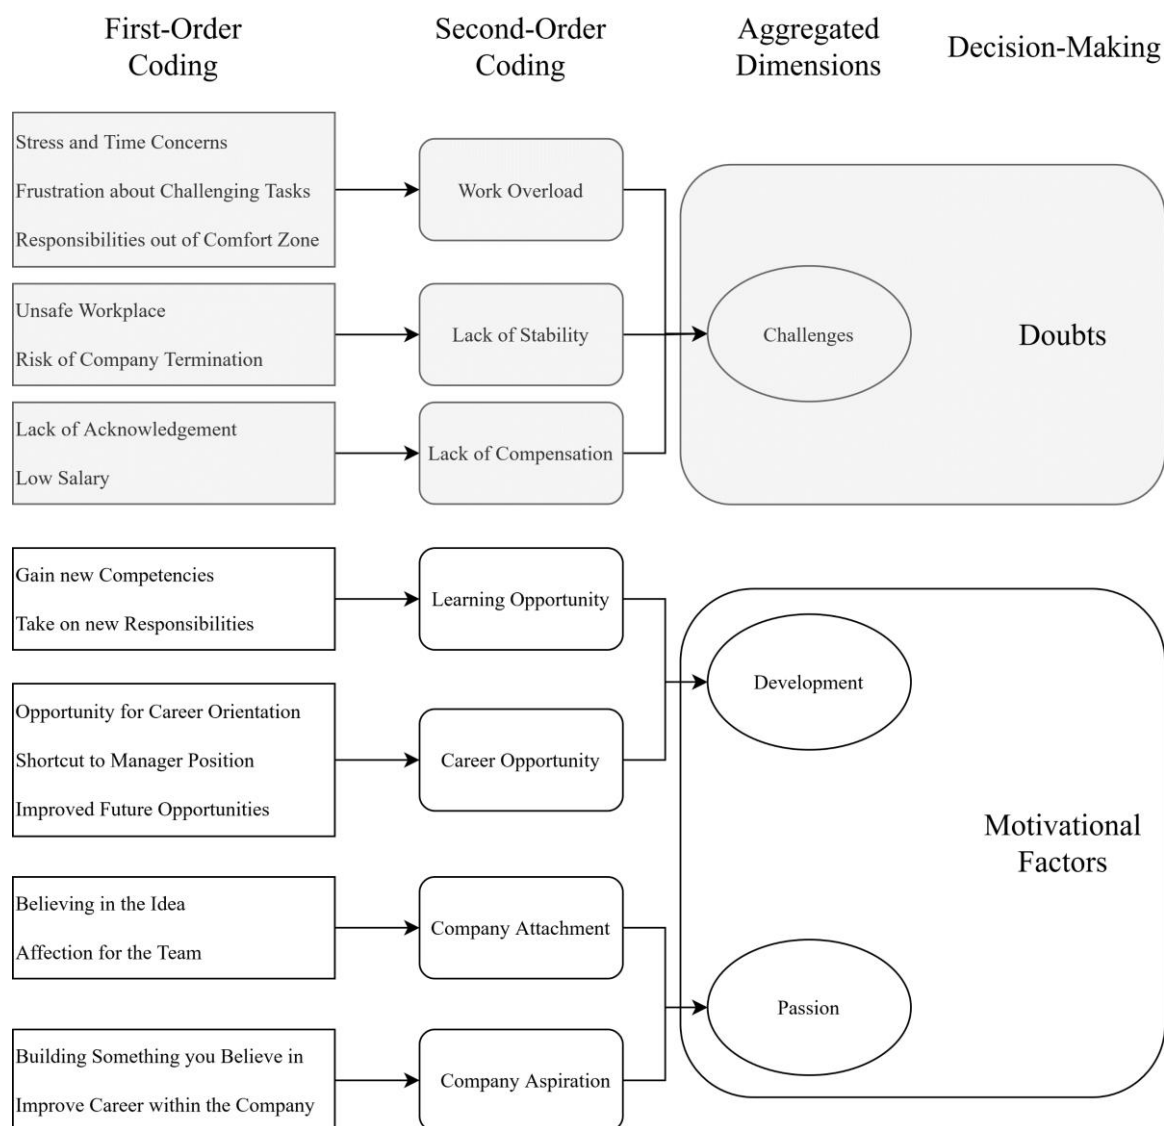 First-Order
Coding
Second-Order
Coding
Aggregated
Dimensions
Decision-Making
Stress and Time Concerns
Frustration about Challenging Tasks
Responsibilities out of Comfort Zone
Work Overload
Unsafe Workplace
Risk of Company Termination
Lack of Stability
Challenges
Doubts
Lack of Acknowledgement
Low Salary
Lack of Compensation
Gain new Competencies
Take on new Responsibilities
Learning Opportunity
Development
Opportunity for Career Orientation
Shortcut to Manager Position
Improved Future Opportunities
Career Opportunity
Motivational
Factors
Believing in the Idea
Affection for the Team
Company Attachment
Passion
Building Something you Believe in
Improve Career within the Company
Company Aspiration